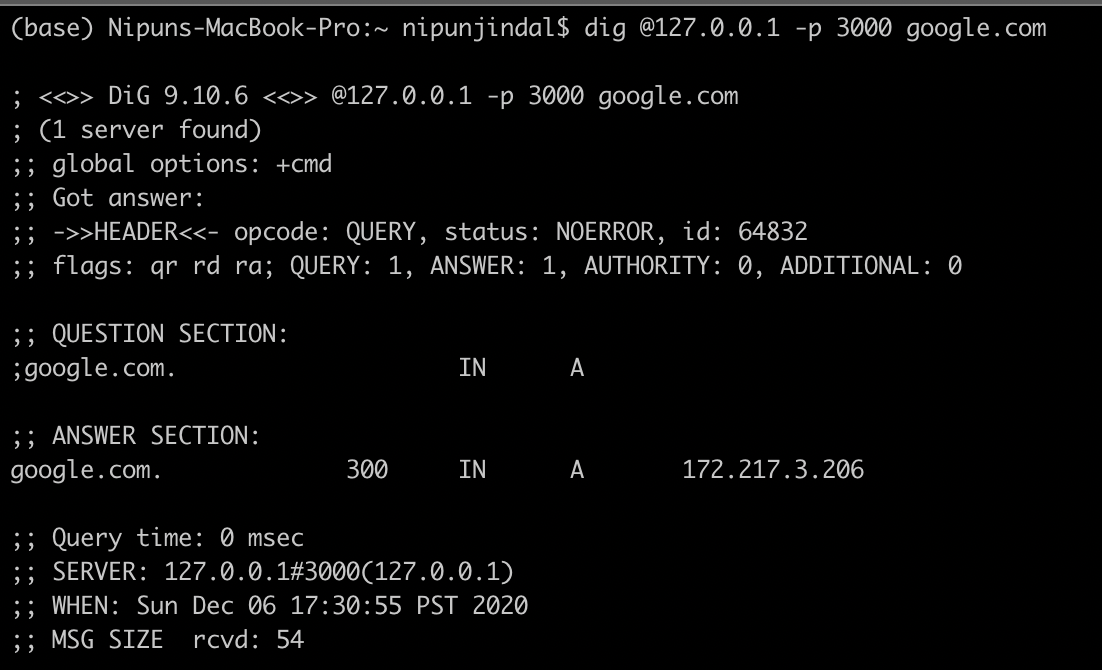 (base) Nipuns-MacBook-Pro:~ nipunjindal$ dig @127.0.0.1 -p 3000 google.com
; <<>> DiG 9.10.6 <<>> @127.0.0.1 -p 3000 google.com
; (1 server found)
;; global options: +cmd
;; Got answer:
;; ->>HEADER<<- opcode: QUERY, status: NOERROR, id: 64832
;; flags: qr rd ra; QUERY: 1, ANSWER: 1, AUTHORITY: 0, ADDITIONAL: 0
;; QUESTION SECTION:
;google.com. IN A
;; ANSWER SECTION:
google.com. 300 IN A 172.217.3.206
;; Query time: 0 msec
;; SERVER: 127.0.0.1#3000(127.0.0.1)
;; WHEN: Sun Dec 06 17:30:55 PST 2020
;; MSG SIZE  rcvd: 54